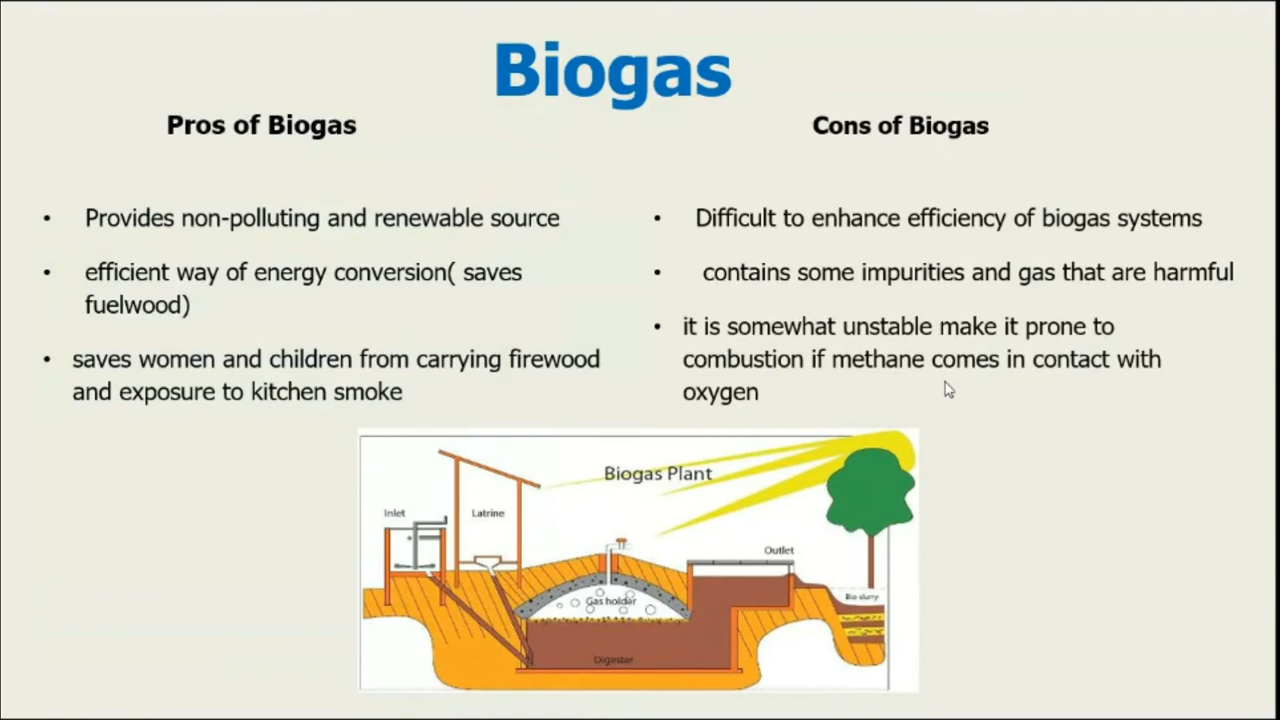 Biogas
Pros of Biogas
Provides non-polluting and renewable source
efficient way of energy conversion( saves
fuelwood)
saves women and children from carrying firewood
and exposure to kitchen smoke
Cons of Biogas
Difficult to enhance efficiency of biogas systems
contains some impurities and gas that are harmful
it is somewhat unstable make it prone to
combustion if methane comes in contact with
oxygen
Biogas Plant
Inlet
Latrine
Outlet
Bio slurry
Gas holder
Digester